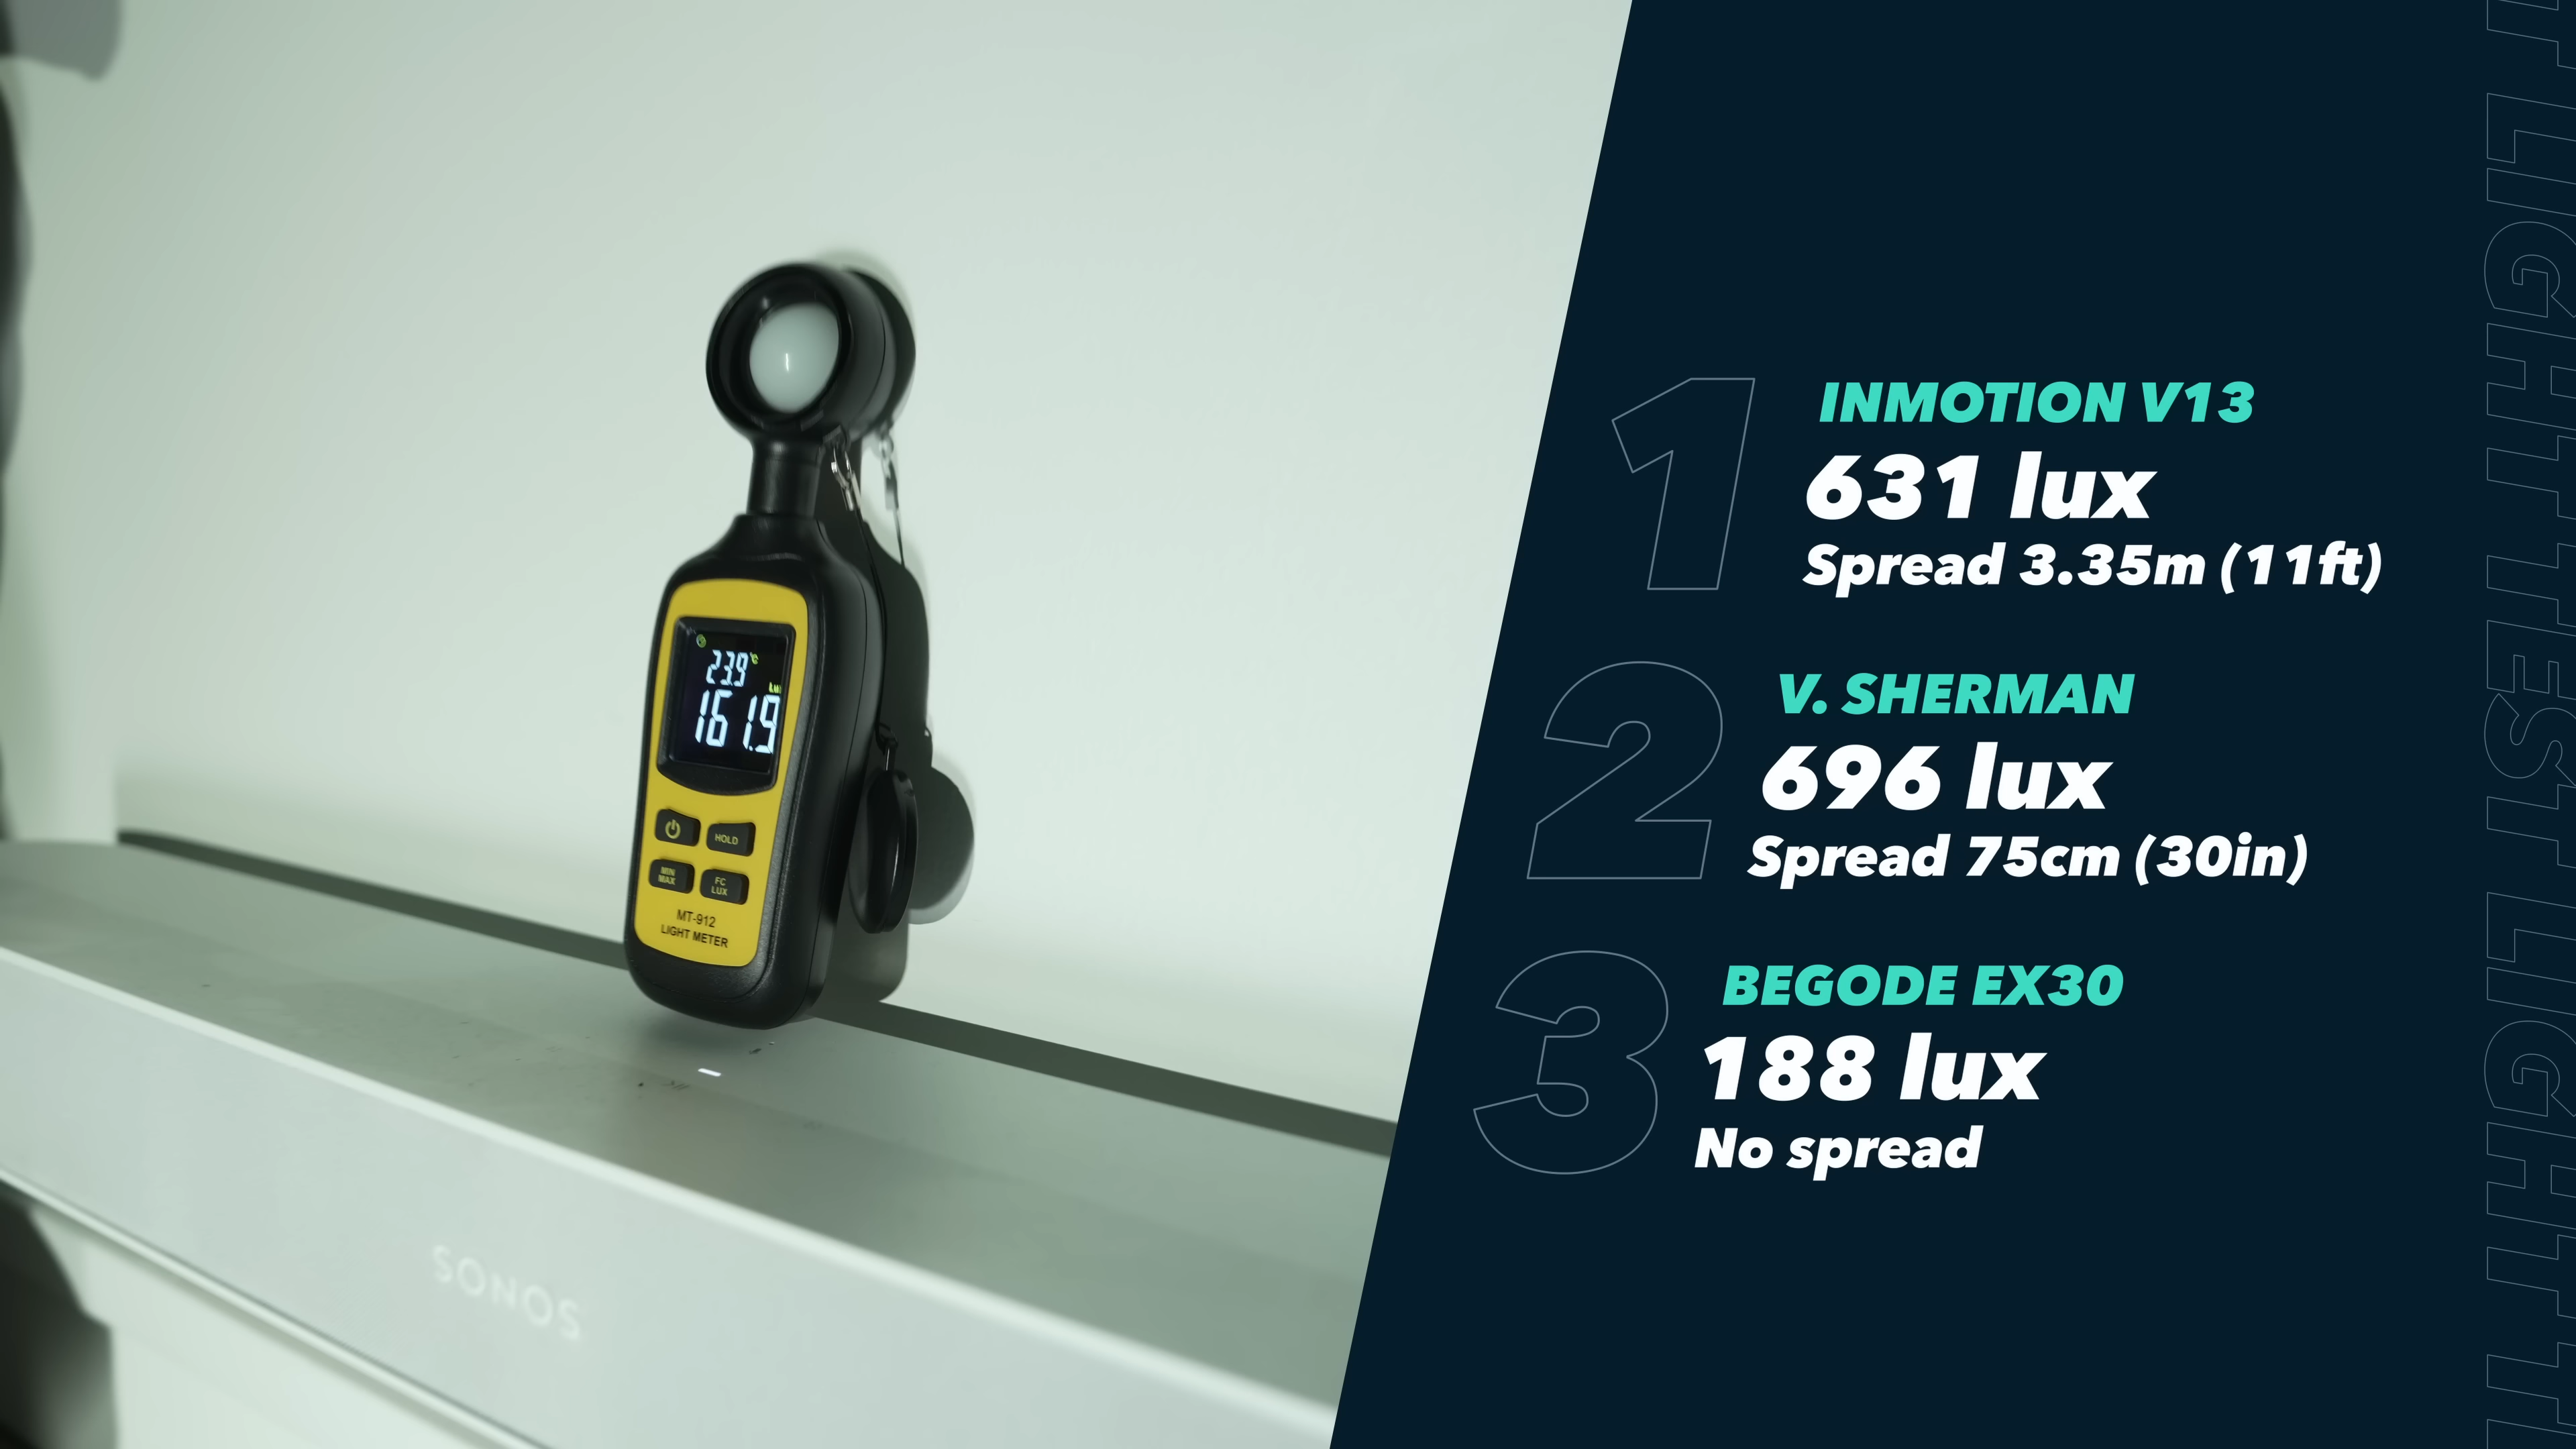 23.9 °C
Lux
161.9
HOLD
MIN
MAX
FC
LUX
MT-912
LIGHT METER
SONOS
1
INMOTION V13
631 lux
Spread 3.35m (11ft)
2
V. SHERMAN
696 lux
Spread 75cm (30in)
3
BEGODE EX30
188 lux
No spread
T LIGHT TEST LIGHT T